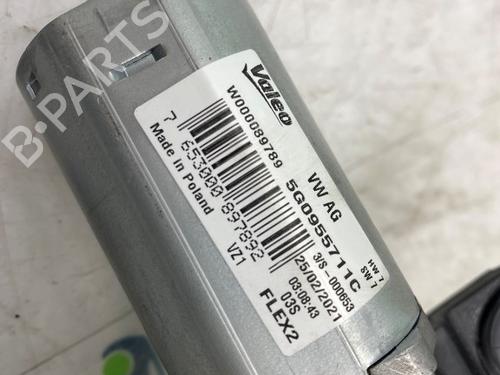 B-PARTS
Valeo
W000089789
VW AG
5G0955711C
HW 7
SW 7
3/S-000653
25/02/2021
03:08:43
03S
FLEX2
7 653000 897892
VZ1
Made in Poland